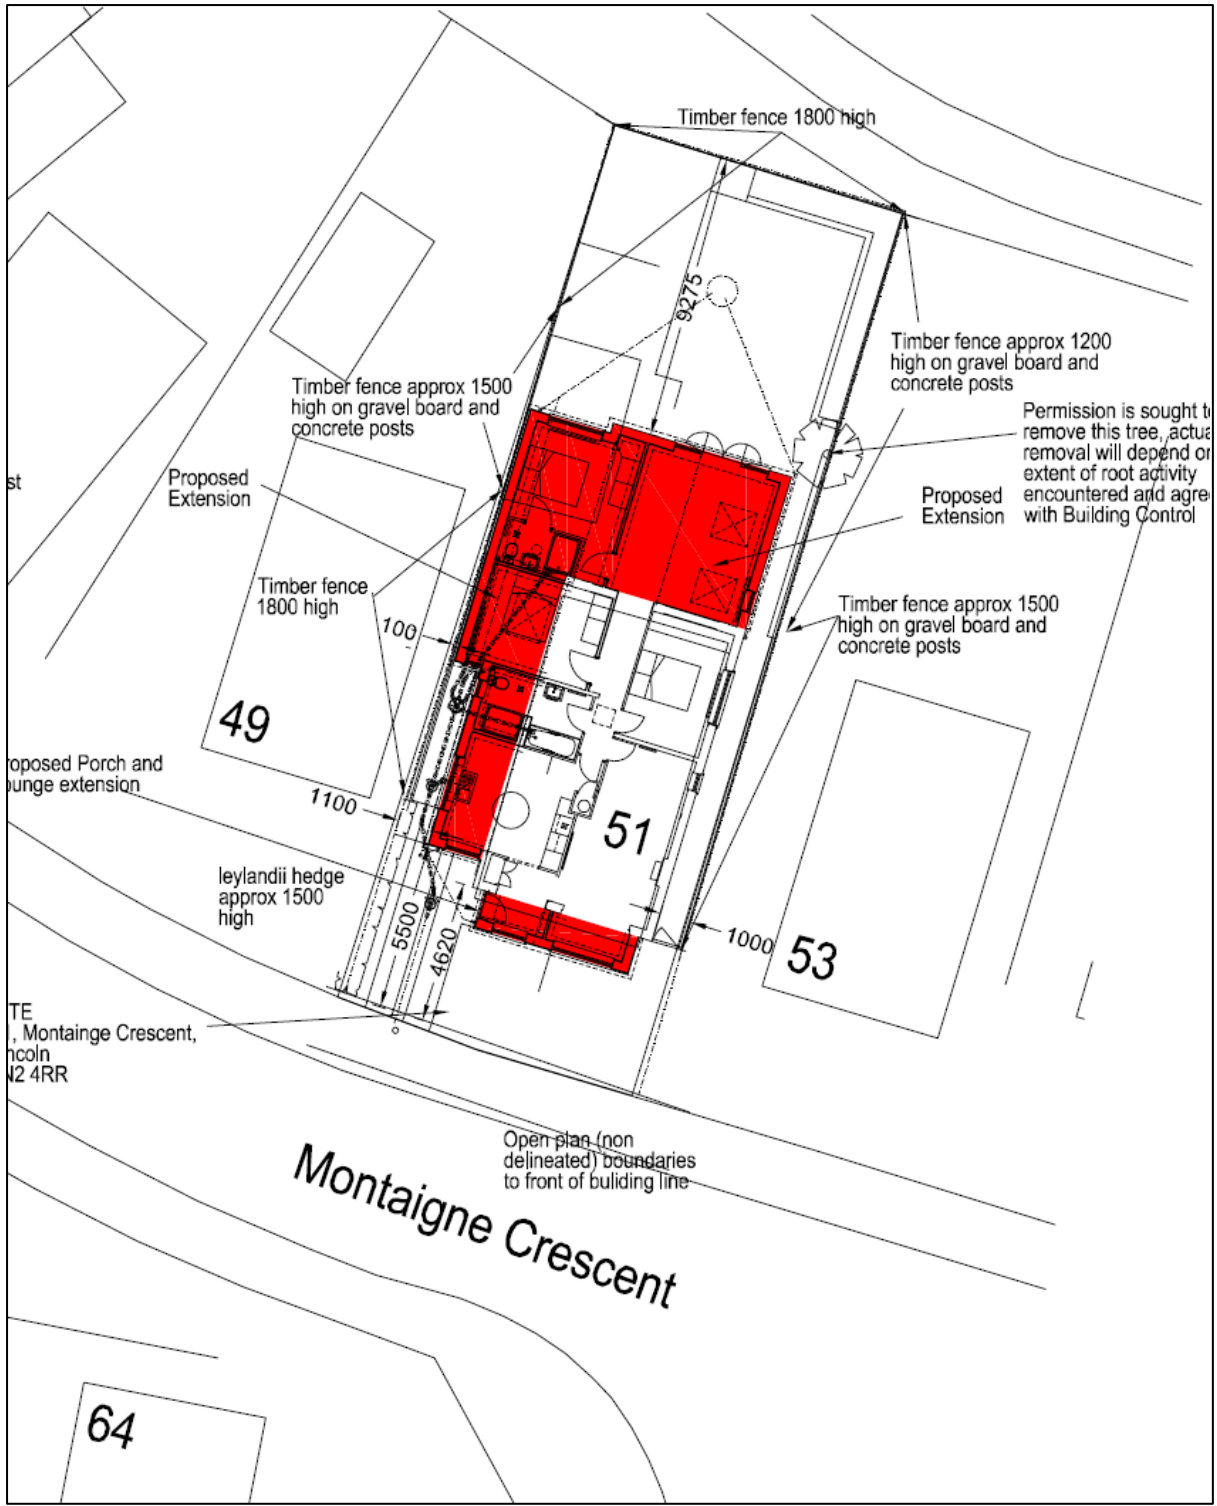 Timber fence 1800 high
9275
Timber fence approx 1200
high on gravel board and
concrete posts
Timber fence approx 1500
high on gravel board and
concrete posts
Permission is sought to
remove this tree, actua
removal will depend on
extent of root activity
encountered and agre
with Building Control
st
Proposed
Extension
Proposed
Extension
Timber fence
1800 high
Timber fence approx 1500
high on gravel board and
concrete posts
100
49
roposed Porch and
unge extension
1100
51
leylandii hedge
approx 1500
high
5500
4620
1000
53
TE
, Montainge Crescent,
ncoln
N2 4RR
Open plan (non
delineated) boundaries
to front of buliding line
Montaigne Crescent
64